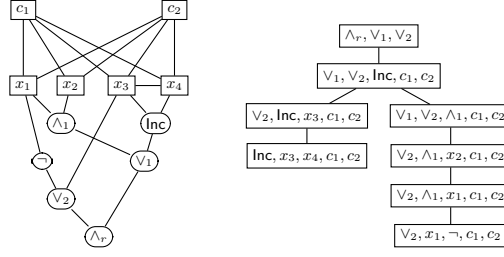 c₁ c₂
x₁ x₂ x₃ x₄
∧₁ Inc
¬ ∨₁
∨₂
∧ᵣ
∧ᵣ, ∨₁, ∨₂
∨₁, ∨₂, Inc, c₁, c₂
∨₂, Inc, x₃, c₁, c₂
Inc, x₃, x₄, c₁, c₂
∨₁, ∨₂, ∧₁, c₁, c₂
∨₂, ∧₁, x₂, c₁, c₂
∨₂, ∧₁, x₁, c₁, c₂
∨₂, x₁, ¬, c₁, c₂